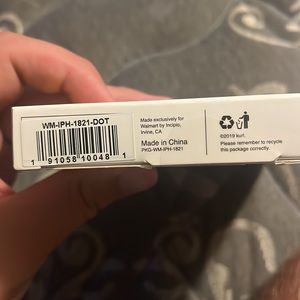 WM-IPH-1821-DOT
1 91058 10048 1
Made exclusively for
Walmart by Incipio,
Irvine, CA
Made in China
PKG-WM-IPH-1821
©2019 kurl.
Please remember to recycle
this package correctly.